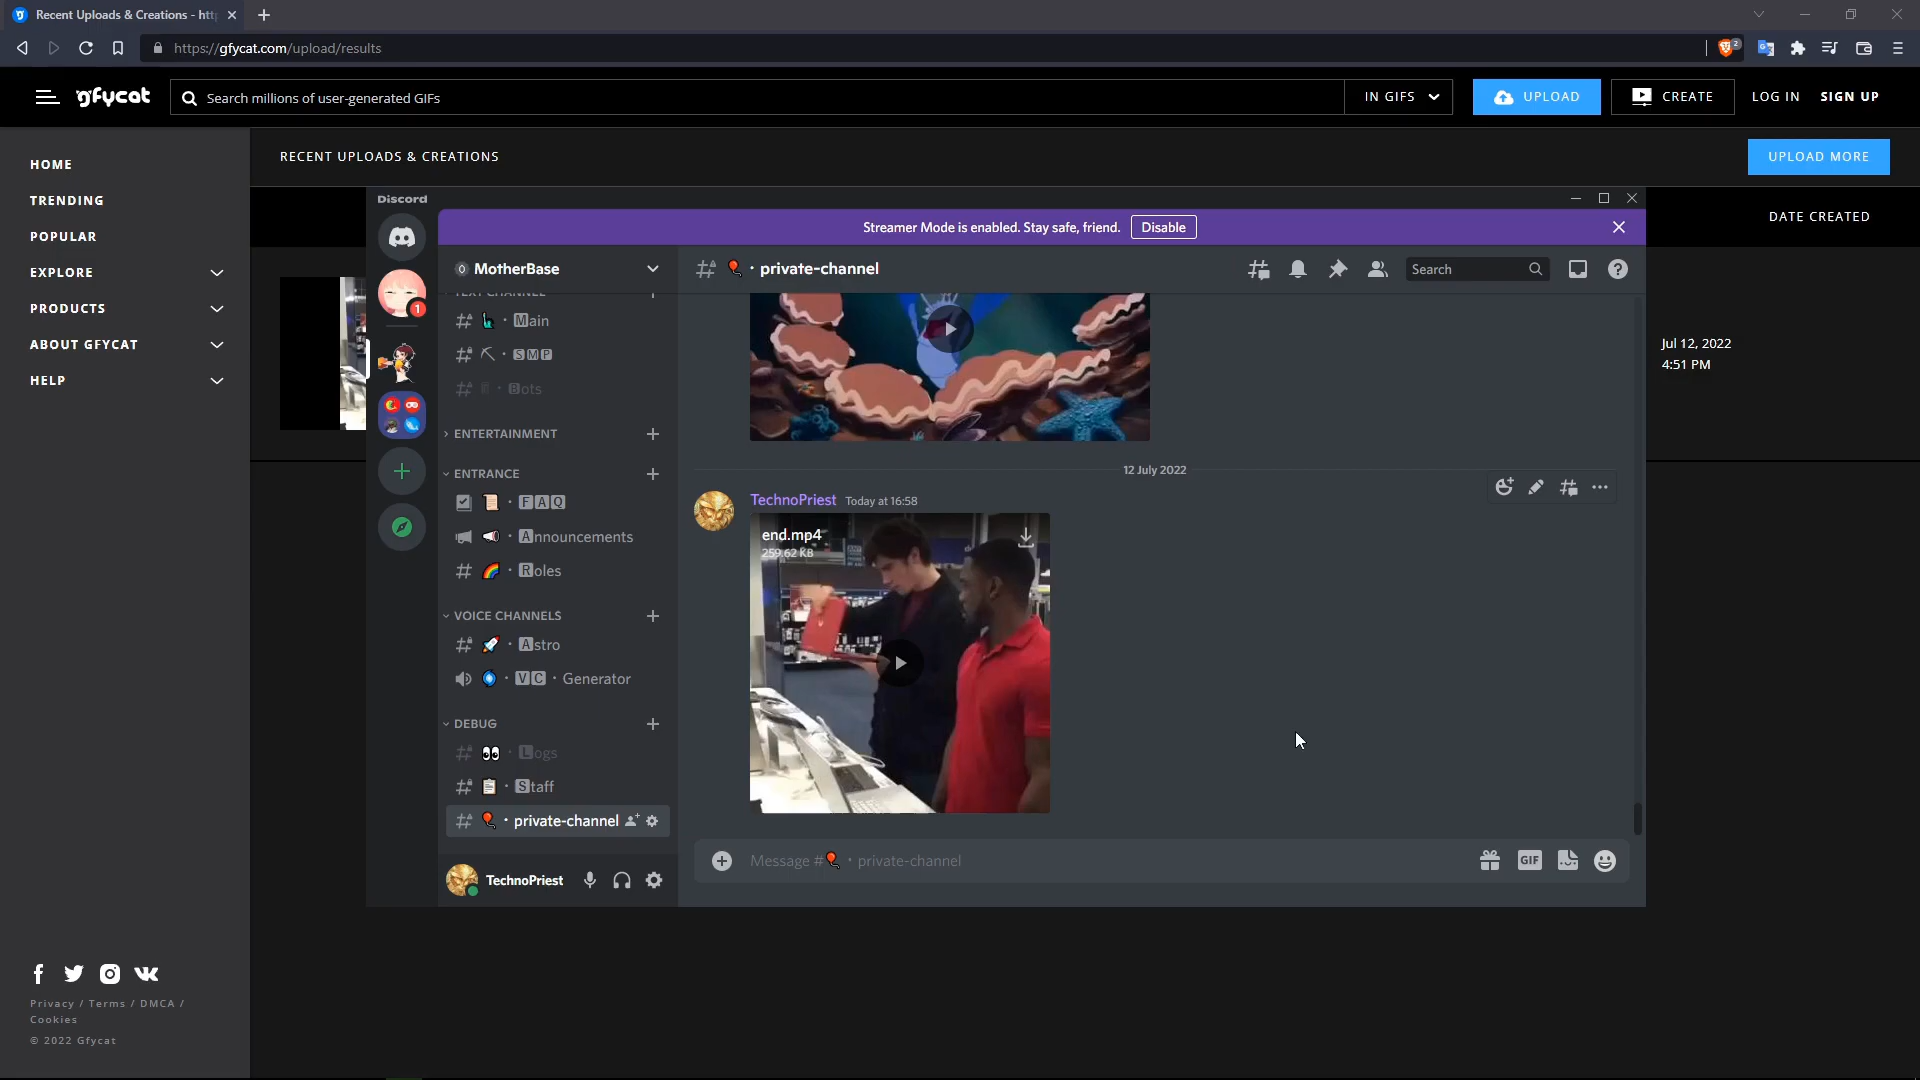 Recent Uploads & Creations - htt
https://gfycat.com/upload/results
2
gfycat
Search millions of user-generated GIFs
IN GIFS
UPLOAD
CREATE
LOG IN
SIGN UP
HOME
TRENDING
POPULAR
EXPLORE
PRODUCTS
ABOUT GFYCAT
HELP
RECENT UPLOADS & CREATIONS
UPLOAD MORE
DATE CREATED
Jul 12, 2022
4:51 PM
Discord
Streamer Mode is enabled. Stay safe, friend.
Disable
1
MotherBase
TEXT CHANNEL
Main
SMP
Bots
ENTERTAINMENT
ENTRANCE
FAQ
Announcements
Roles
VOICE CHANNELS
Astro
VC · Generator
DEBUG
Logs
Staff
private-channel
TechnoPriest
· private-channel
Search
12 July 2022
TechnoPriest Today at 16:58
end.mp4
259.62 KB
Message # · private-channel
GIF
Privacy / Terms / DMCA /
Cookies
© 2022 Gfycat